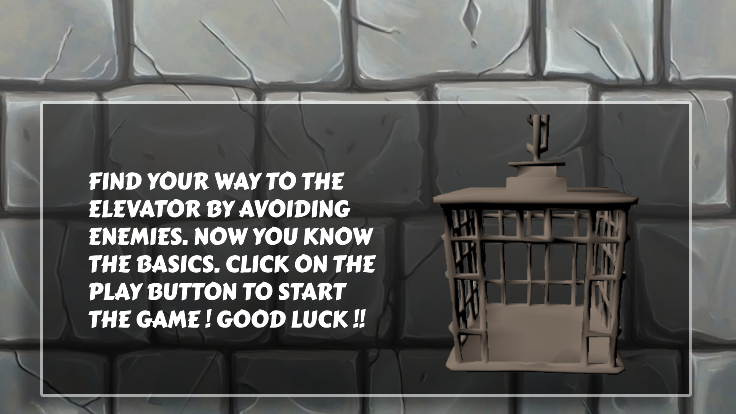 FIND YOUR WAY TO THE
ELEVATOR BY AVOIDING
ENEMIES. NOW YOU KNOW
THE BASICS. CLICK ON THE
PLAY BUTTON TO START
THE GAME ! GOOD LUCK !!